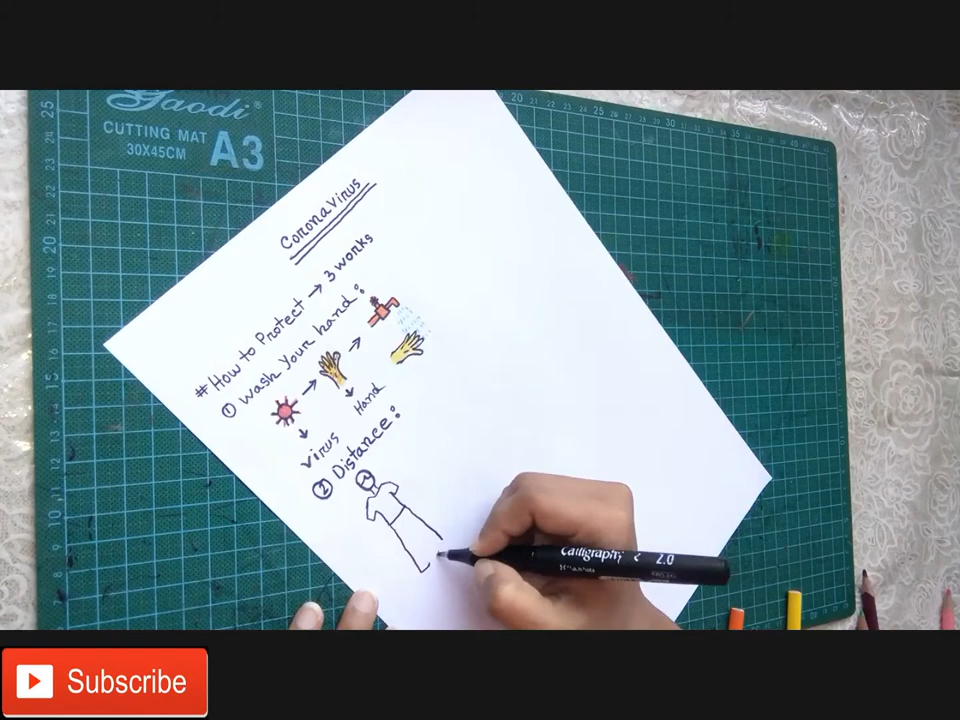 Gaodi®
CUTTING MAT
30X45CM
A3
CoronaVirus
# How to Protect → 3 works
① wash Your hand :
Virus
Hand
② Distance :
Calligraphy 2.0
Subscribe